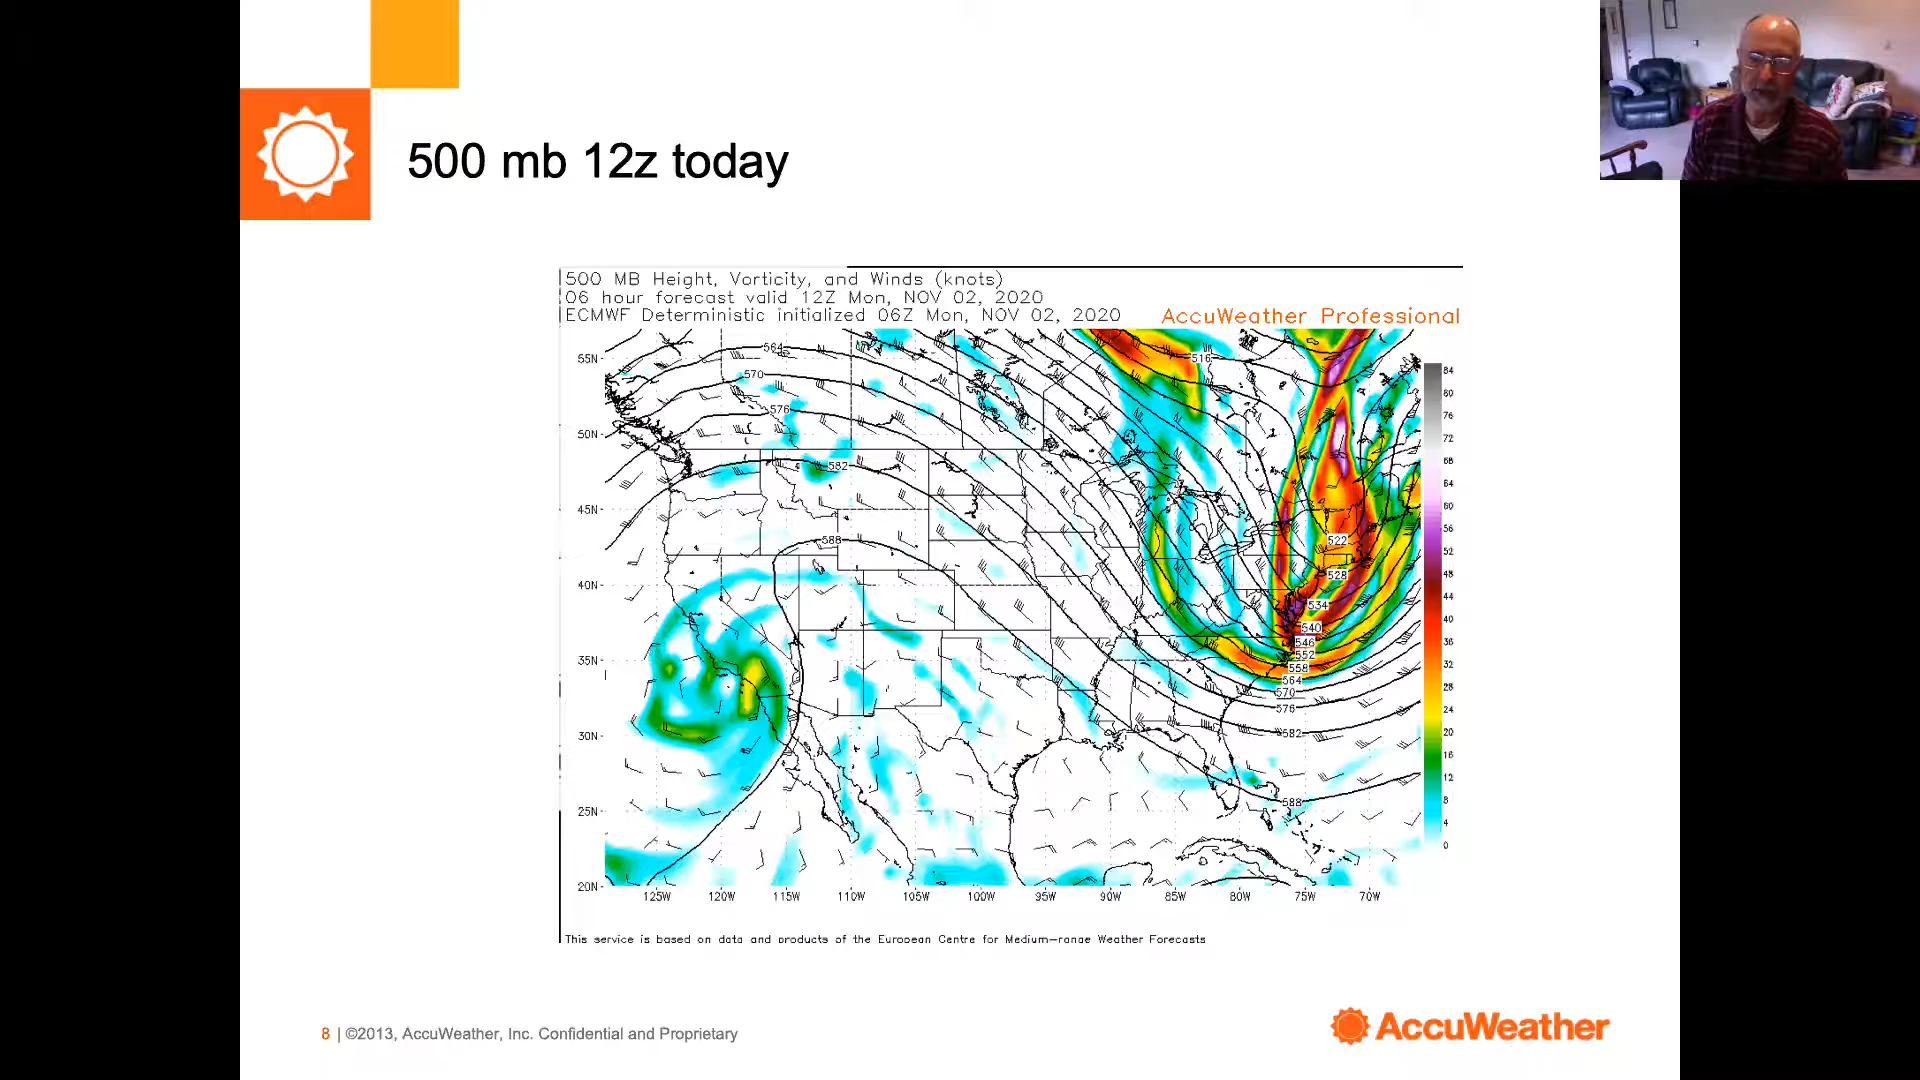 500 mb 12z today
500 MB Height, Vorticity, and Winds (knots)
06 hour forecast valid 12Z Mon, NOV 02, 2020
ECMWF Deterministic initialized 06Z Mon, NOV 02, 2020
AccuWeather Professional
55N
50N
45N
40N
35N
30N
25N
20N
564
570
576
582
588
516
522
528
534
540
546
552
558
564
570
576
582
588
84
80
76
72
68
64
60
56
52
48
44
40
36
32
28
24
20
16
12
8
4
0
125W 120W 115W 110W 105W 100W 95W 90W 85W 80W 75W 70W
This service is based on data and products of the European Centre for Medium-range Weather Forecasts
8 | ©2013, AccuWeather, Inc. Confidential and Proprietary
AccuWeather